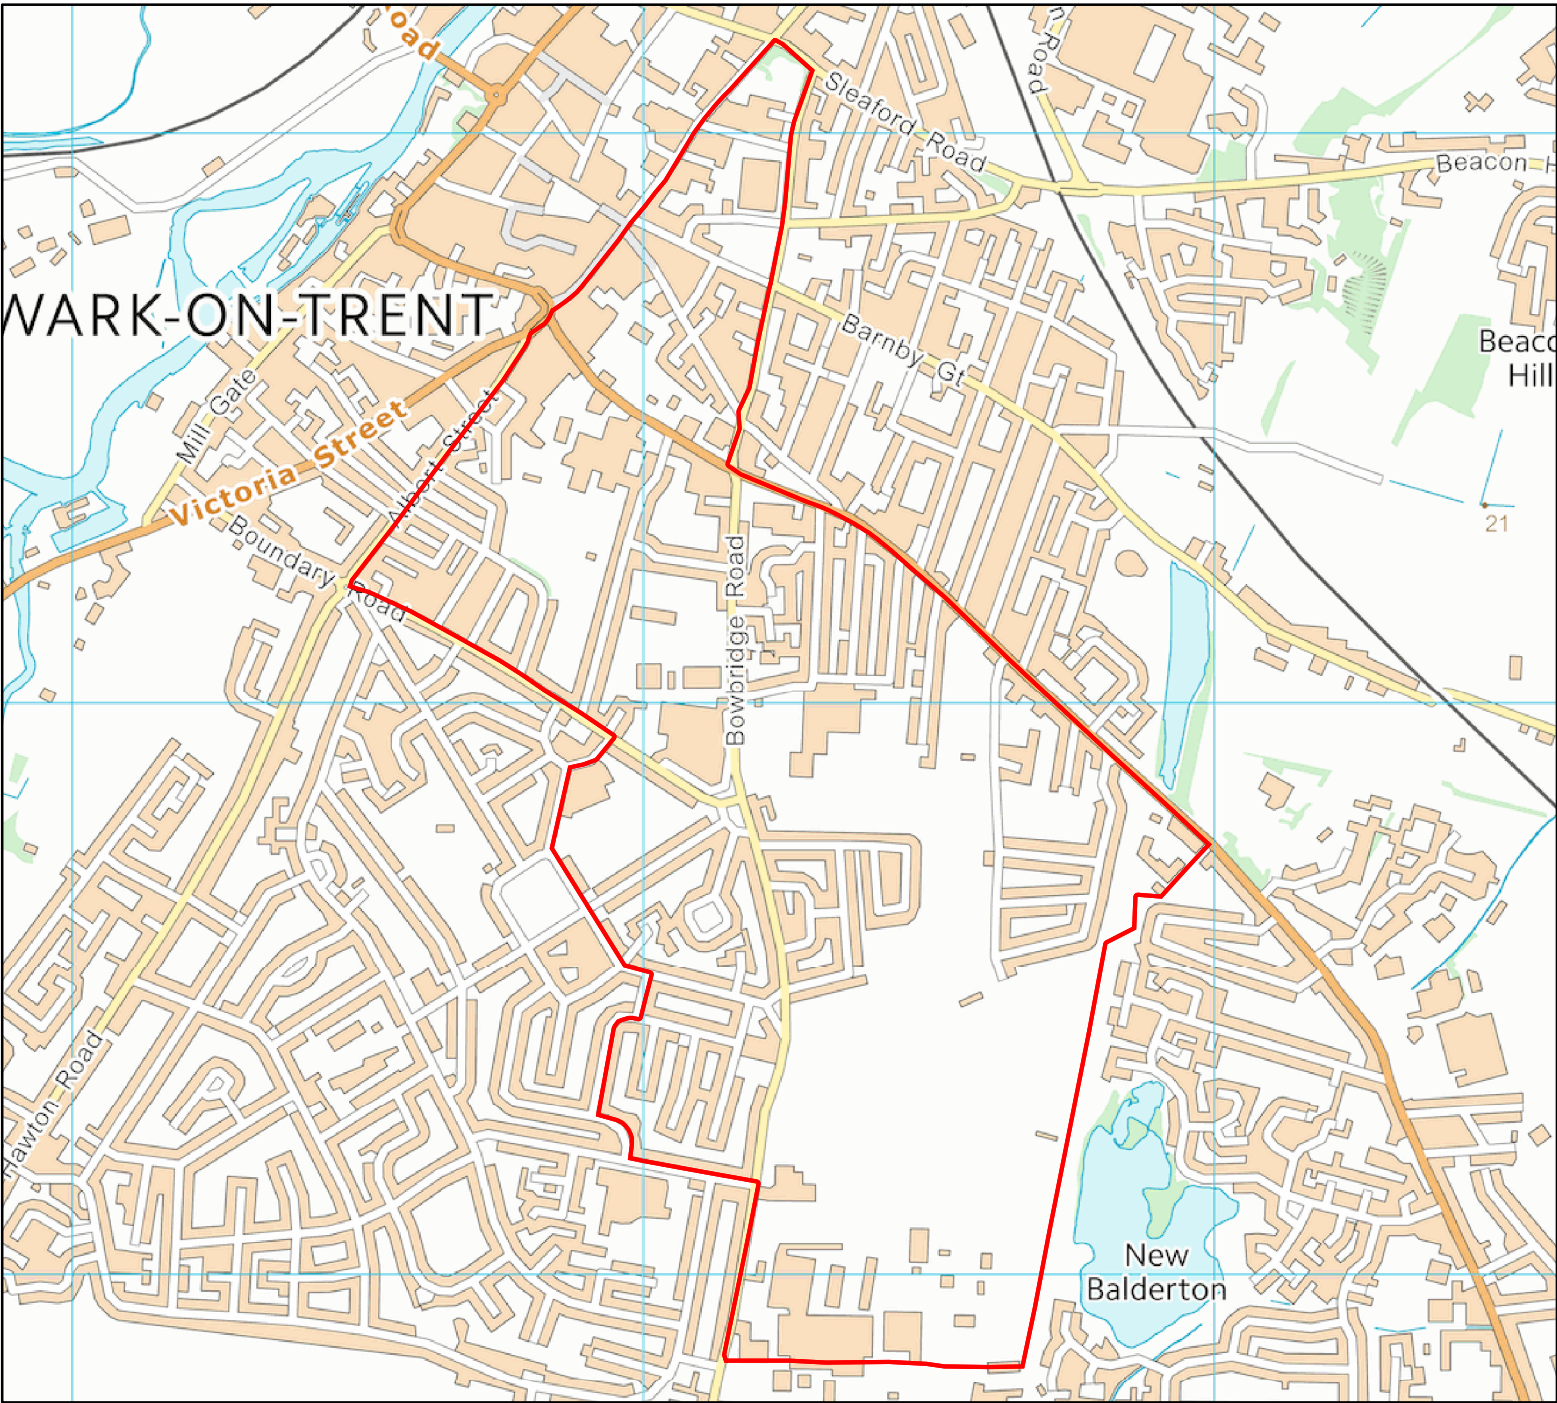 oad
n Road
Sleaford Road
Beacon H
WARK-ON-TRENT
Barnby Gt
Beaco
Hill
Mill Gate
Albert Street
Victoria Street
21
Boundary Road
Bowbridge Road
Hawton Road
New
Balderton